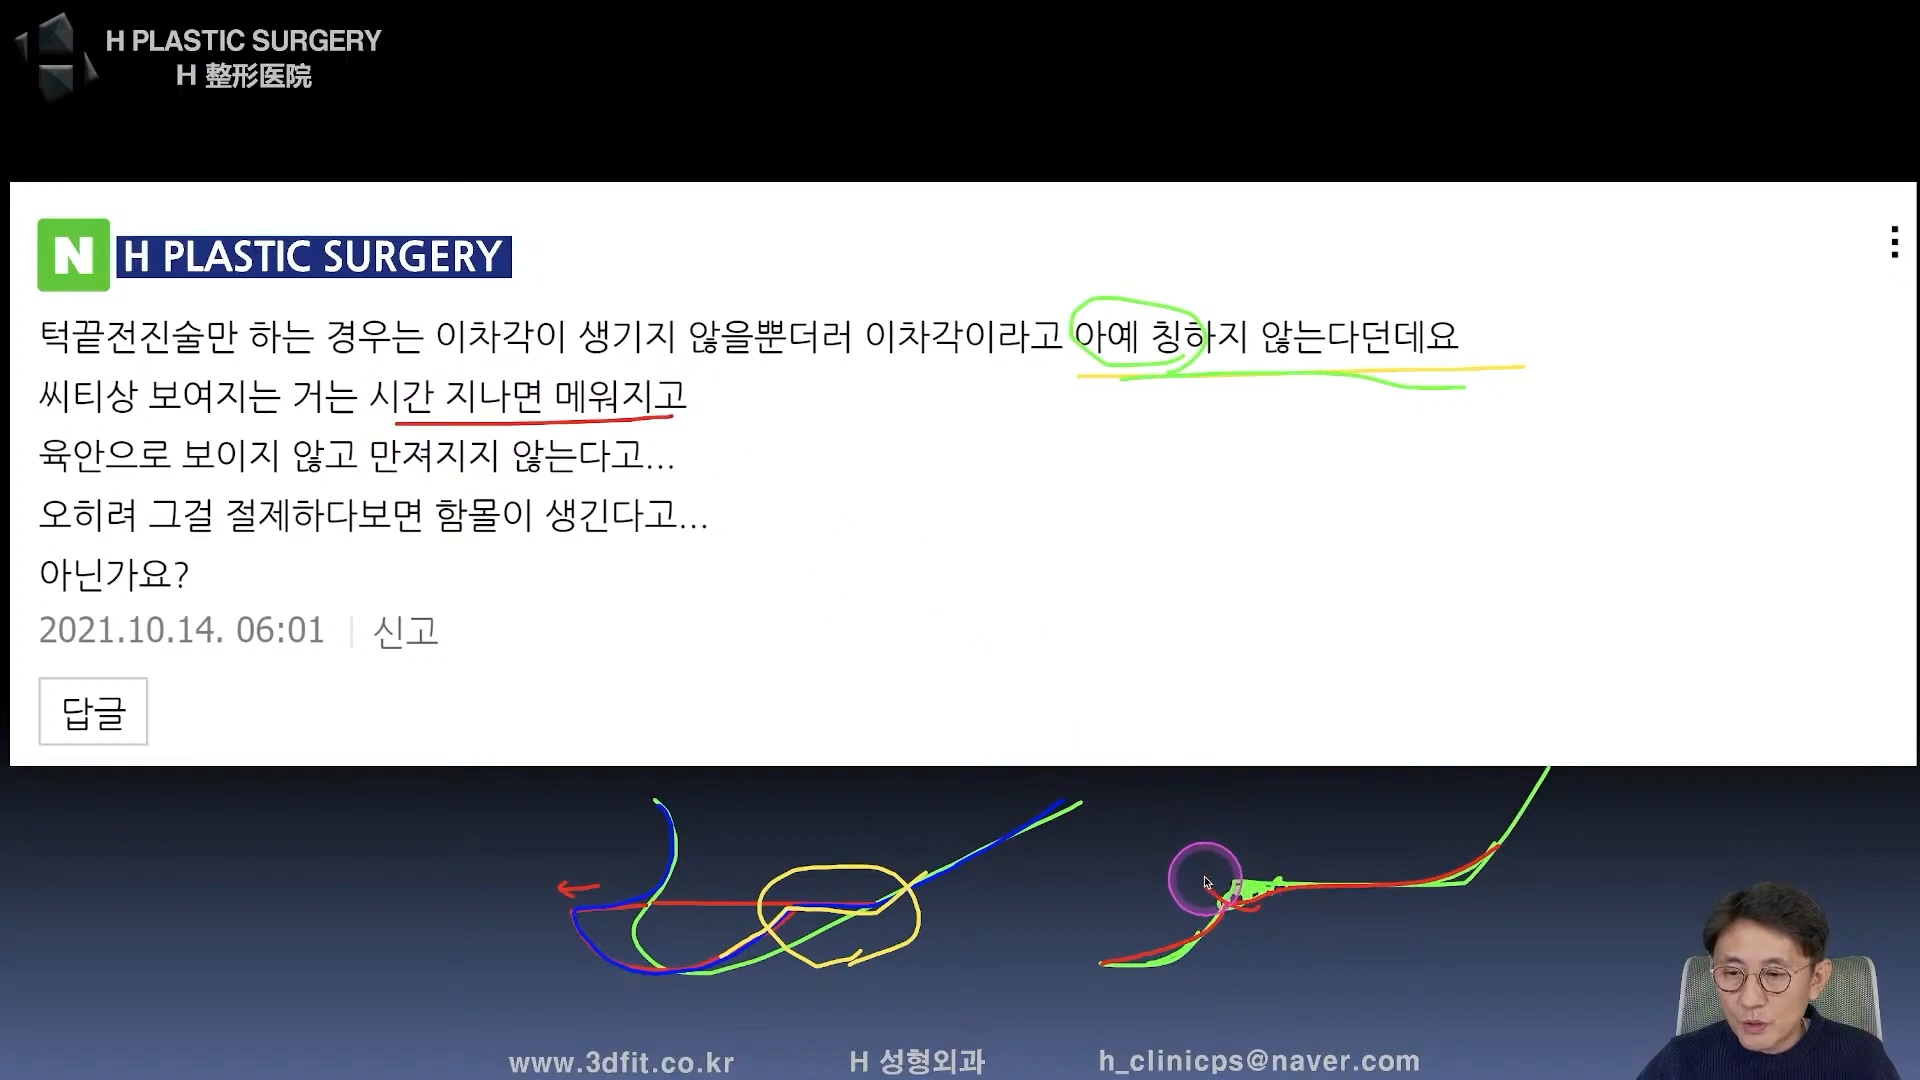 H PLASTIC SURGERY
H 整形医院
N H PLASTIC SURGERY
턱끝전진술만 하는 경우는 이차각이 생기지 않을뿐더러 이차각이라고 아예 칭하지 않는다던데요
씨티상 보여지는 거는 시간 지나면 메워지고
육안으로 보이지 않고 만져지지 않는다고...
오히려 그걸 절제하다보면 함몰이 생긴다고...
아닌가요?
2021.10.14. 06:01 | 신고
답글
www.3dfit.co.kr H 성형외과 h_clinicps@naver.com